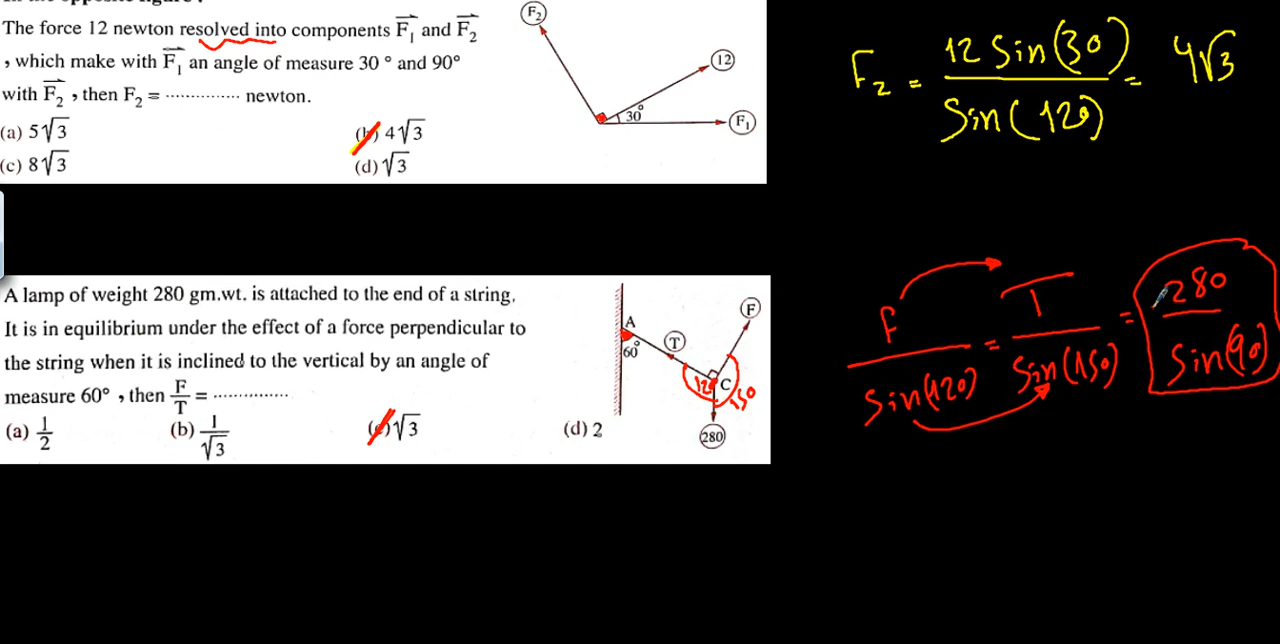 The force 12 newton resolved into components F₁ and F₂
, which make with F₁ an angle of measure 30 ° and 90°
with F₂ , then F₂ = ·············· newton.
(a) 5√3
(b) 4√3
(c) 8√3
(d) √3
F₂
12
30°
F₁
F₂ = 12 Sin(30) / Sin(120) = 4√3
A lamp of weight 280 gm.wt. is attached to the end of a string.
It is in equilibrium under the effect of a force perpendicular to
the string when it is inclined to the vertical by an angle of
measure 60° , then F/T = ··············
(a) 1/2
(b) 1/√3
(c) √3
(d) 2
A
60°
T
F
120
C
150
280
F / Sin(120) = T / Sin(150) = 280 / Sin(90)